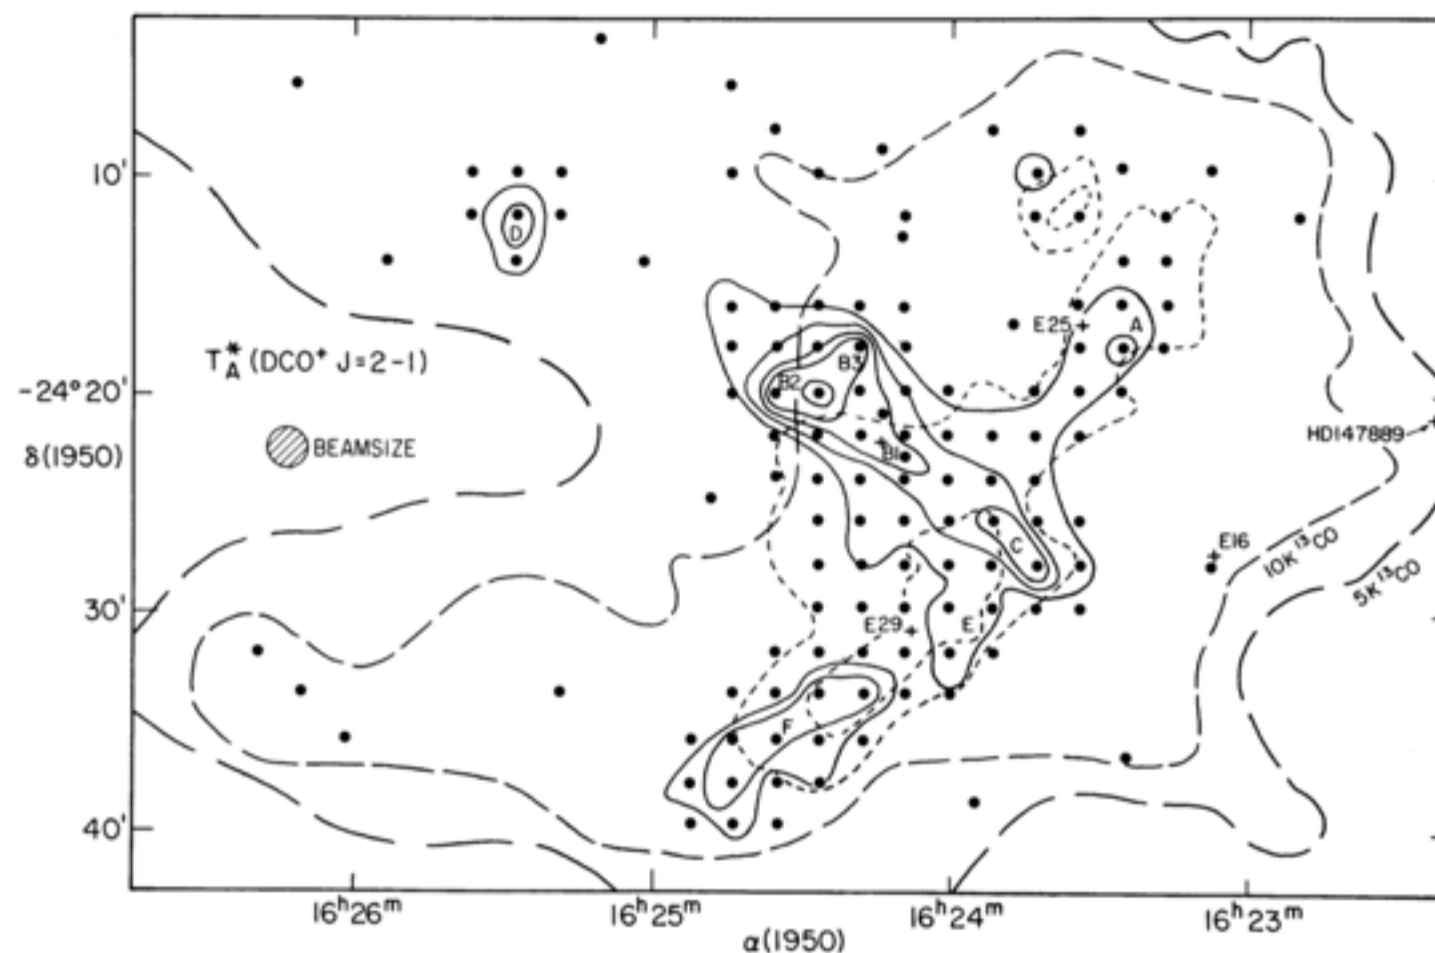 10'
D
E25
A
T*A (DCO+ J=2-1)
B3
B2
-24°20'
HD147889
BEAMSIZE
B1
δ(1950)
C
E16
10K 13CO
5K 13CO
30'
E29
E
F
40'
16h26m
16h25m
16h24m
16h23m
α(1950)